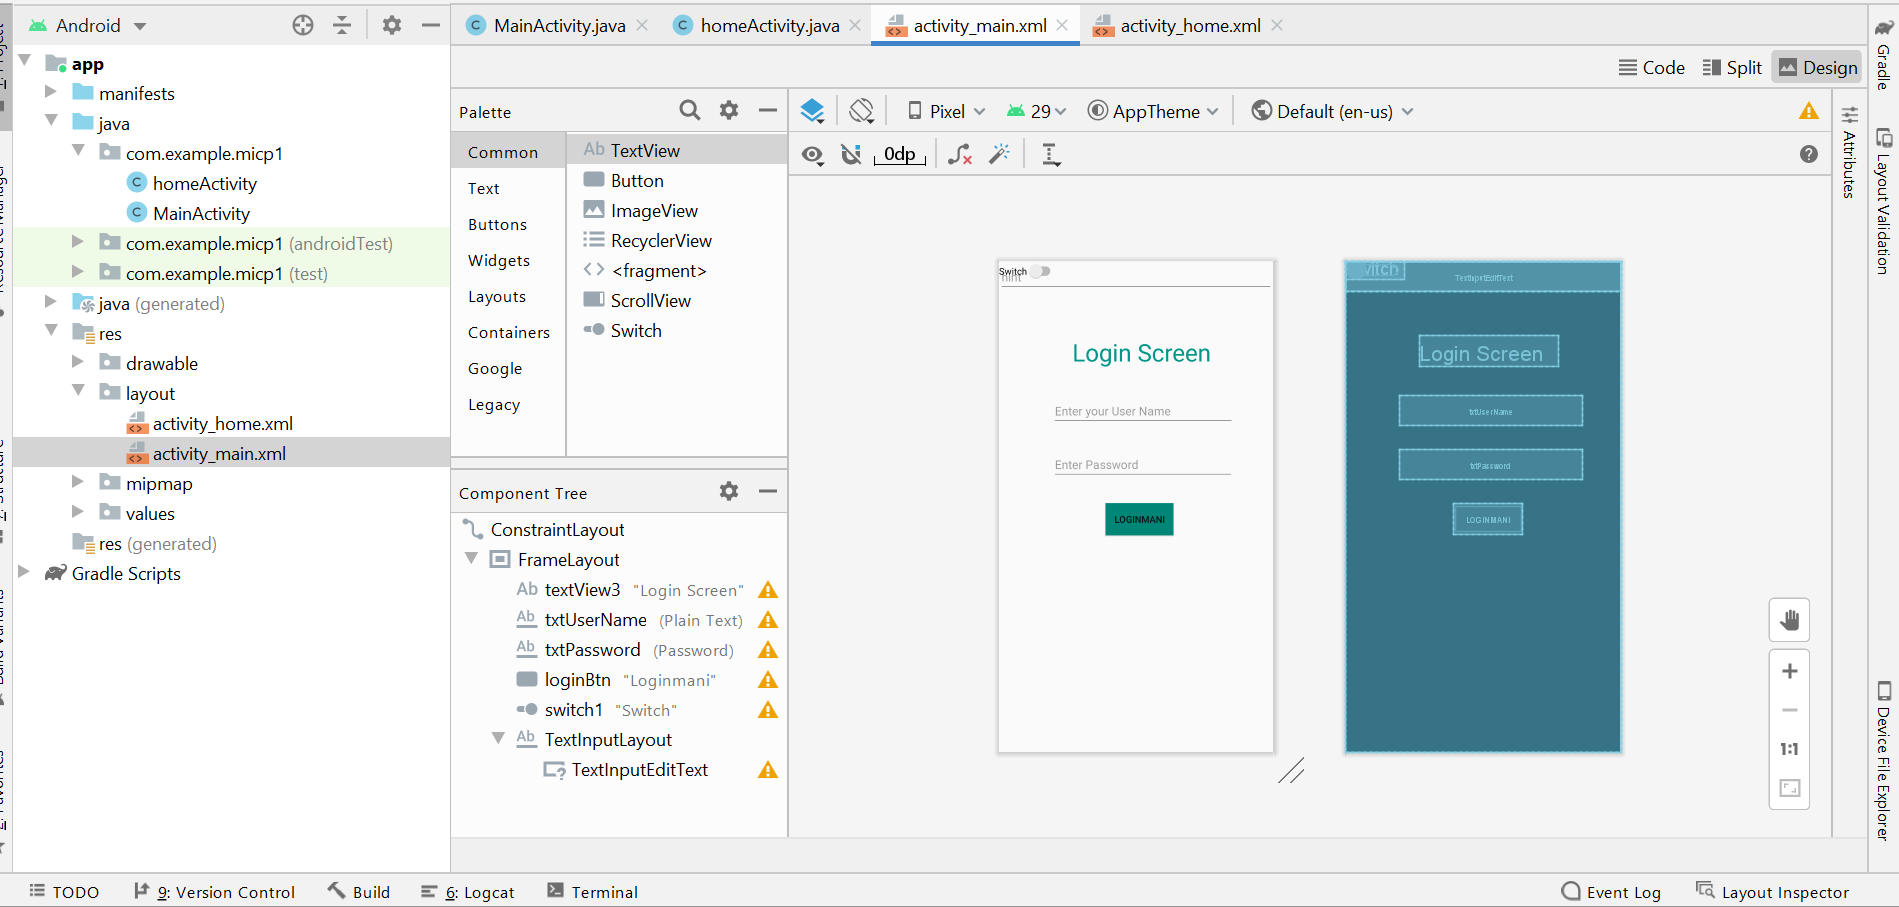 Android
MainActivity.java
homeActivity.java
activity_main.xml
activity_home.xml
Code
Split
Design
app
manifests
java
com.example.micp1
homeActivity
MainActivity
com.example.micp1 (androidTest)
com.example.micp1 (test)
java (generated)
res
drawable
layout
activity_home.xml
activity_main.xml
mipmap
values
res (generated)
Gradle Scripts
Palette
Common
Text
Buttons
Widgets
Layouts
Containers
Google
Legacy
Ab TextView
Button
ImageView
RecyclerView
<fragment>
ScrollView
Switch
Component Tree
ConstraintLayout
FrameLayout
Ab textView3 "Login Screen"
Ab txtUserName (Plain Text)
Ab txtPassword (Password)
loginBtn "Loginmani"
switch1 "Switch"
Ab TextInputLayout
TextInputEditText
Pixel
29
AppTheme
Default (en-us)
0dp
Switch
hint
Login Screen
Enter your User Name
Enter Password
LOGINMANI
TextInputEditText
Login Screen
txtUserName
txtPassword
LOGINMANI
1:1
Attributes
Gradle
Layout Validation
Device File Explorer
TODO
9: Version Control
Build
6: Logcat
Terminal
Event Log
Layout Inspector